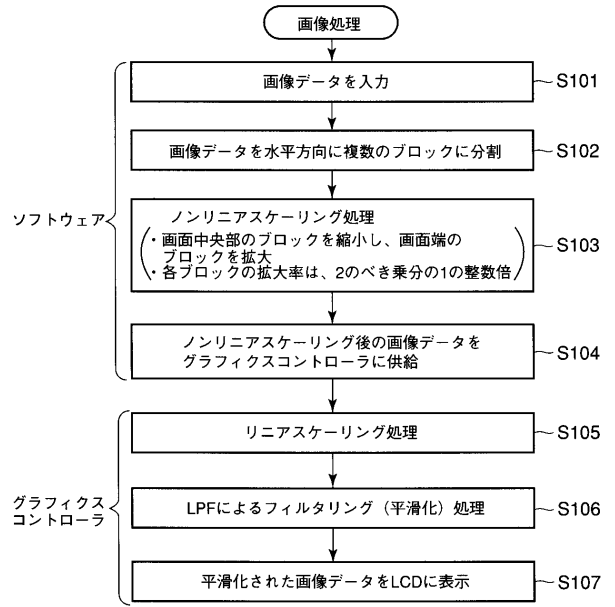 画像処理
画像データを入力
S101
画像データを水平方向に複数のブロックに分割
S102
ソフトウェア
ノンリニアスケーリング処理
・画面中央部のブロックを縮小し、画面端の
ブロックを拡大
・各ブロックの拡大率は、2のべき乗分の1の整数倍
S103
ノンリニアスケーリング後の画像データを
グラフィクスコントローラに供給
S104
リニアスケーリング処理
S105
グラフィクス
コントローラ
LPFによるフィルタリング（平滑化）処理
S106
平滑化された画像データをLCDに表示
S107